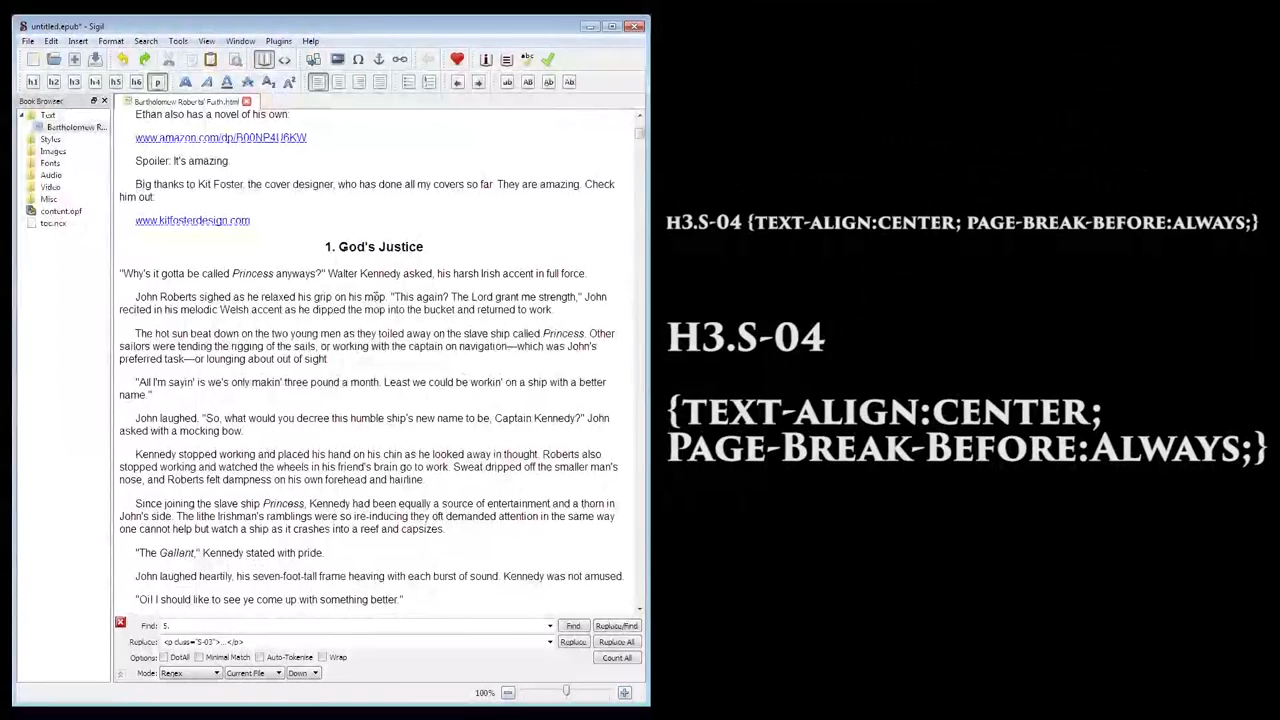 untitled.epub* - Sigil
File Edit Insert Format Search Tools View Window Plugins Help
h1 h2 h3 h4 h5 h6 p
Book Browser
Bartholomew Roberts' Faith.html
Text
Bartholomew R...
Styles
Images
Fonts
Audio
Video
Misc
content.opf
toc.ncx
Ethan also has a novel of his own:
www.amazon.com/dp/B00NP4U6KW
Spoiler: It's amazing.
Big thanks to Kit Foster, the cover designer, who has done all my covers so far. They are amazing. Check
him out:
www.kitfosterdesign.com
1. God's Justice
"Why's it gotta be called Princess anyways?" Walter Kennedy asked, his harsh Irish accent in full force.
John Roberts sighed as he relaxed his grip on his mop. "This again? The Lord grant me strength," John
recited in his melodic Welsh accent as he dipped the mop into the bucket and returned to work.
The hot sun beat down on the two young men as they toiled away on the slave ship called Princess. Other
sailors were tending the rigging of the sails, or working with the captain on navigation—which was John's
preferred task—or lounging about out of sight.
"All I'm sayin' is we's only makin' three pound a month. Least we could be workin' on a ship with a better
name."
John laughed. "So, what would you decree this humble ship's new name to be, Captain Kennedy?" John
asked with a mocking bow.
Kennedy stopped working and placed his hand on his chin as he looked away in thought. Roberts also
stopped working and watched the wheels in his friend's brain go to work. Sweat dripped off the smaller man's
nose, and Roberts felt dampness on his own forehead and hairline.
Since joining the slave ship Princess, Kennedy had been equally a source of entertainment and a thorn in
John's side. The lithe Irishman's ramblings were so ire-inducing they oft demanded attention in the same way
one cannot help but watch a ship as it crashes into a reef and capsizes.
"The Gallant," Kennedy stated with pride.
John laughed heartily, his seven-foot-tall frame heaving with each burst of sound. Kennedy was not amused.
"Oi! I should like to see ye come up with something better."
Find: 5. Find Replace/Find
Replace: <p class="S-03">...</p> Replace Replace All
Options: DotAll Minimal Match Auto-Tokenise Wrap Count All
Mode: Regex Current File Down
100%
H3.S-04 {TEXT-ALIGN:CENTER; PAGE-BREAK-BEFORE:ALWAYS;}
H3.S-04
{TEXT-ALIGN:CENTER;
PAGE-BREAK-BEFORE:ALWAYS;}